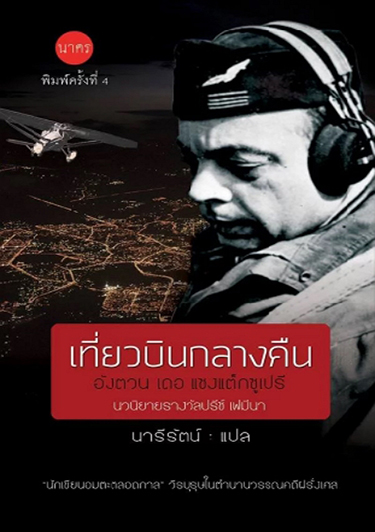 นาคร
พิมพ์ครั้งที่ 4
เที่ยวบินกลางคืน
อังตวน เดอ แซงแต็กซูเปรี
นวนิยายรางวัลปรีซ์ เฟมีนา
นารีรัตน์ : แปล
"นักเขียนอมตะตลอดกาล" วีรบุรุษในตำนานวรรณคดีฝรั่งเศส